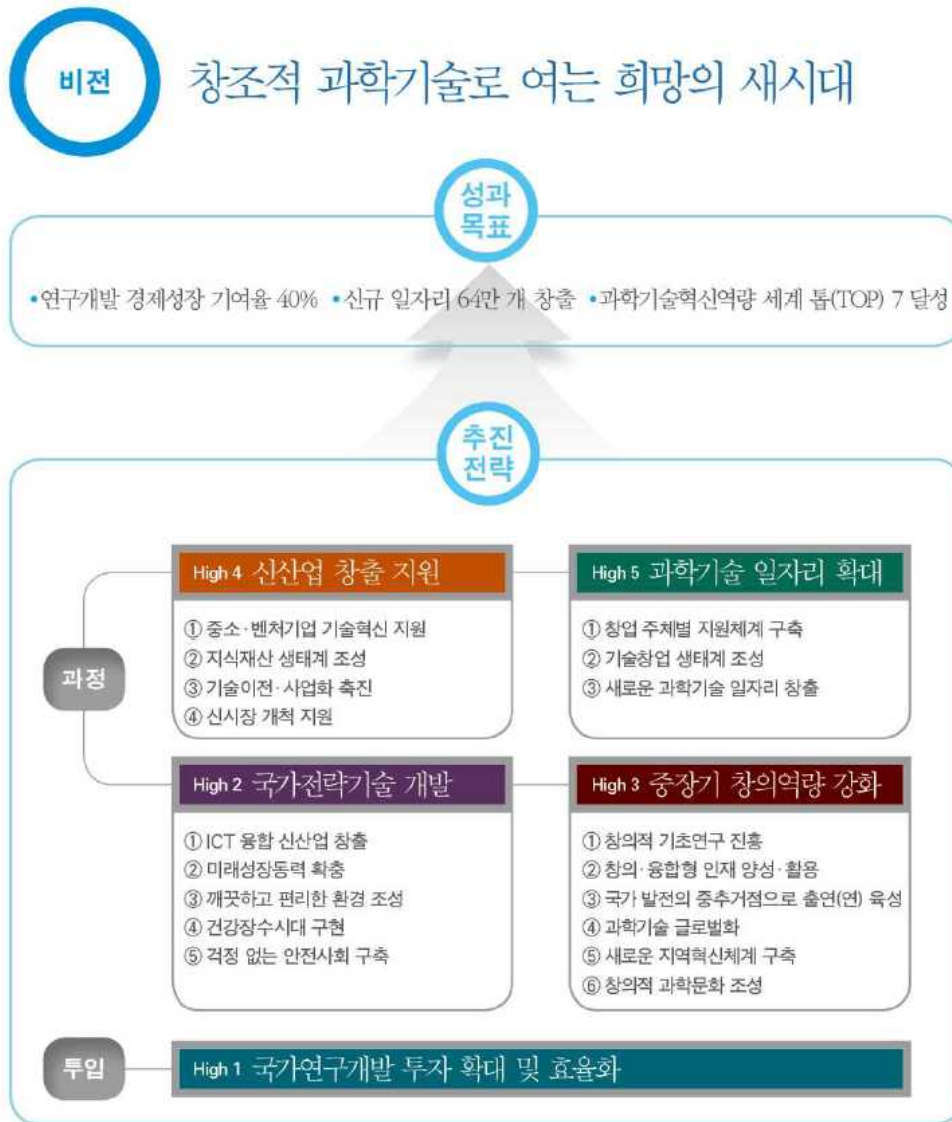 비전
창조적 과학기술로 여는 희망의 새시대
성과
목표
•연구개발 경제성장 기여율 40% •신규 일자리 64만 개 창출 •과학기술혁신역량 세계 톱(TOP) 7 달성
추진
전략
과정
High 4 신산업 창출 지원
① 중소·벤처기업 기술혁신 지원
② 지식재산 생태계 조성
③ 기술이전·사업화 촉진
④ 신시장 개척 지원
High 5 과학기술 일자리 확대
① 창업 주체별 지원체계 구축
② 기술창업 생태계 조성
③ 새로운 과학기술 일자리 창출
High 2 국가전략기술 개발
① ICT 융합 신산업 창출
② 미래성장동력 확충
③ 깨끗하고 편리한 환경 조성
④ 건강장수시대 구현
⑤ 걱정 없는 안전사회 구축
High 3 중장기 창의역량 강화
① 창의적 기초연구 진흥
② 창의·융합형 인재 양성·활용
③ 국가 발전의 중추거점으로 출연(연) 육성
④ 과학기술 글로벌화
⑤ 새로운 지역혁신체계 구축
⑥ 창의적 과학문화 조성
투입
High 1 국가연구개발 투자 확대 및 효율화